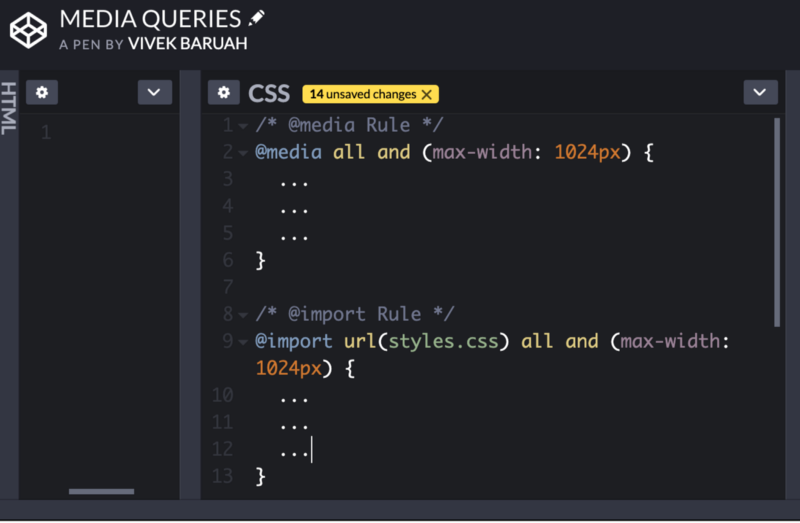 MEDIA QUERIES
A PEN BY VIVEK BARUAH
HTML
CSS
14 unsaved changes
1
1 /* @media Rule */
2 @media all and (max-width: 1024px) {
3 ...
4 ...
5 ...
6 }
7
8 /* @import Rule */
9 @import url(styles.css) all and (max-width:
1024px) {
10 ...
11 ...
12 ...
13 }